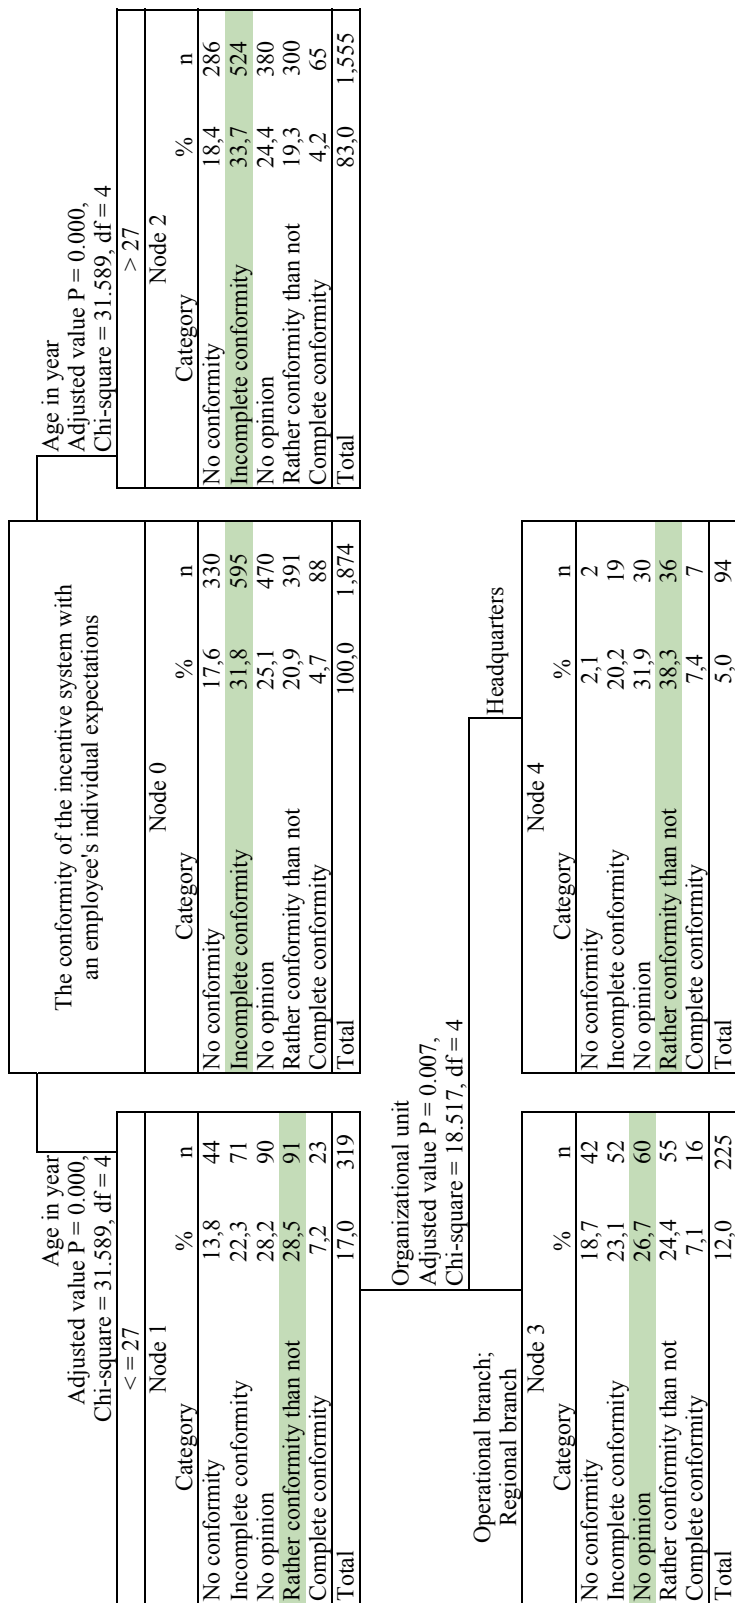 The conformity of the incentive system with
an employee's individual expectations
Node 0
Category % n
No conformity 17,6 330
Incomplete conformity 31,8 595
No opinion 25,1 470
Rather conformity than not 20,9 391
Complete conformity 4,7 88
Total 100,0 1,874
Age in year
Adjusted value P = 0.000,
Chi-square = 31.589, df = 4
< = 27
Node 1
Category % n
No conformity 13,8 44
Incomplete conformity 22,3 71
No opinion 28,2 90
Rather conformity than not 28,5 91
Complete conformity 7,2 23
Total 17,0 319
Age in year
Adjusted value P = 0.000,
Chi-square = 31.589, df = 4
> 27
Node 2
Category % n
No conformity 18,4 286
Incomplete conformity 33,7 524
No opinion 24,4 380
Rather conformity than not 19,3 300
Complete conformity 4,2 65
Total 83,0 1,555
Organizational unit
Adjusted value P = 0.007,
Chi-square = 18.517, df = 4
Operational branch;
Regional branch
Node 3
Category % n
No conformity 18,7 42
Incomplete conformity 23,1 52
No opinion 26,7 60
Rather conformity than not 24,4 55
Complete conformity 7,1 16
Total 12,0 225
Headquarters
Node 4
Category % n
No conformity 2,1 2
Incomplete conformity 20,2 19
No opinion 31,9 30
Rather conformity than not 38,3 36
Complete conformity 7,4 7
Total 5,0 94